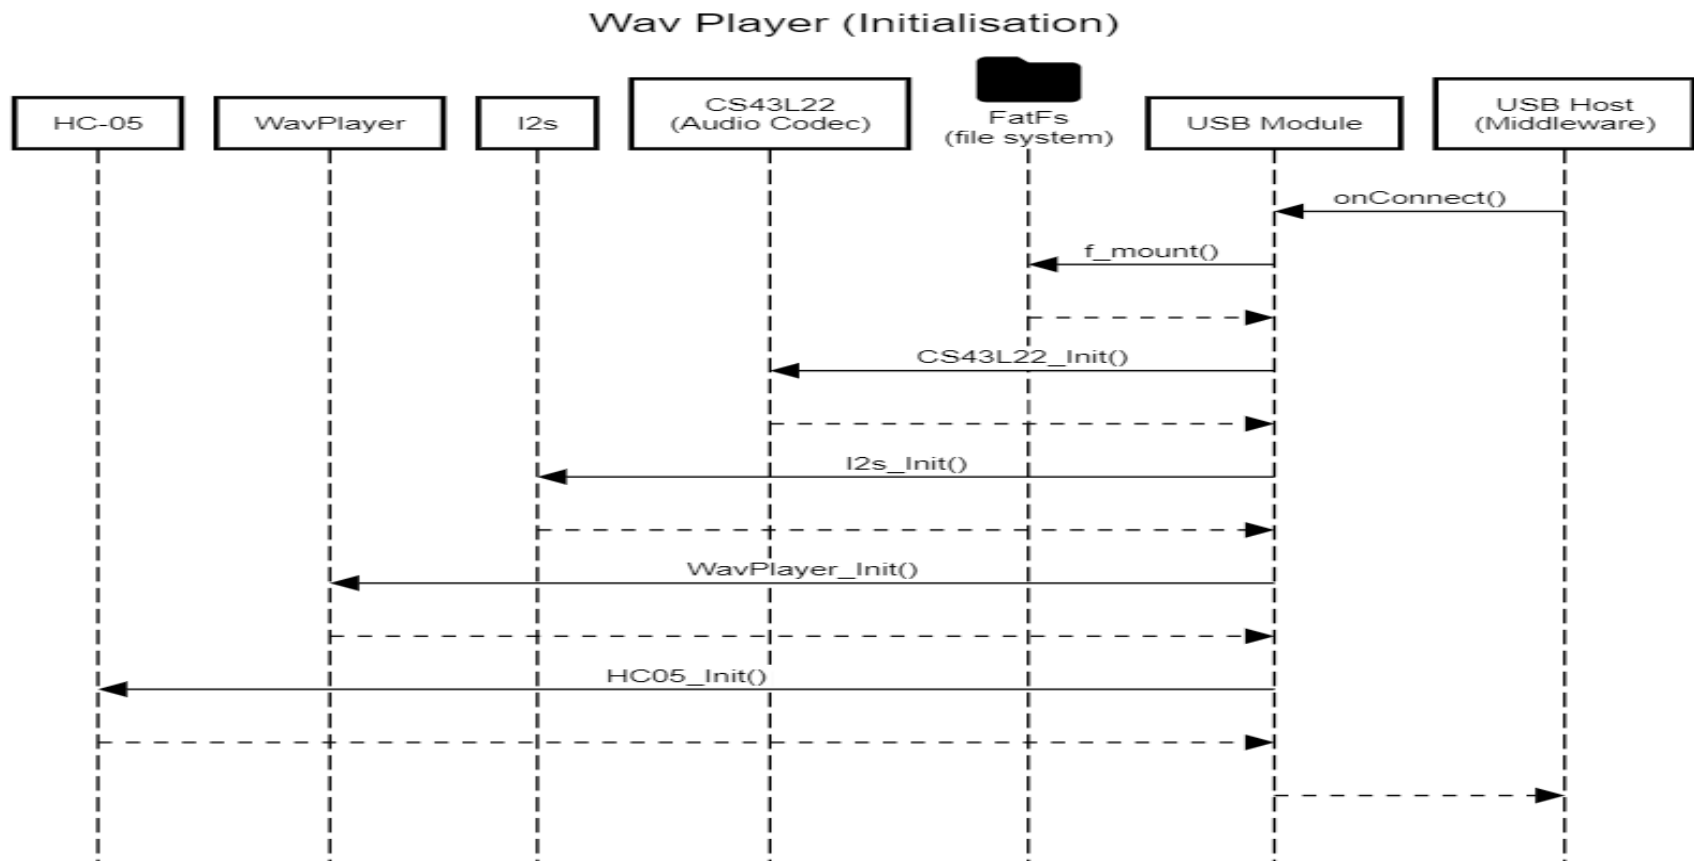 Wav Player (Initialisation)
HC-05
WavPlayer
I2s
CS43L22
(Audio Codec)
FatFs
(file system)
USB Module
USB Host
(Middleware)
onConnect()
f_mount()
CS43L22_Init()
I2s_Init()
WavPlayer_Init()
HC05_Init()